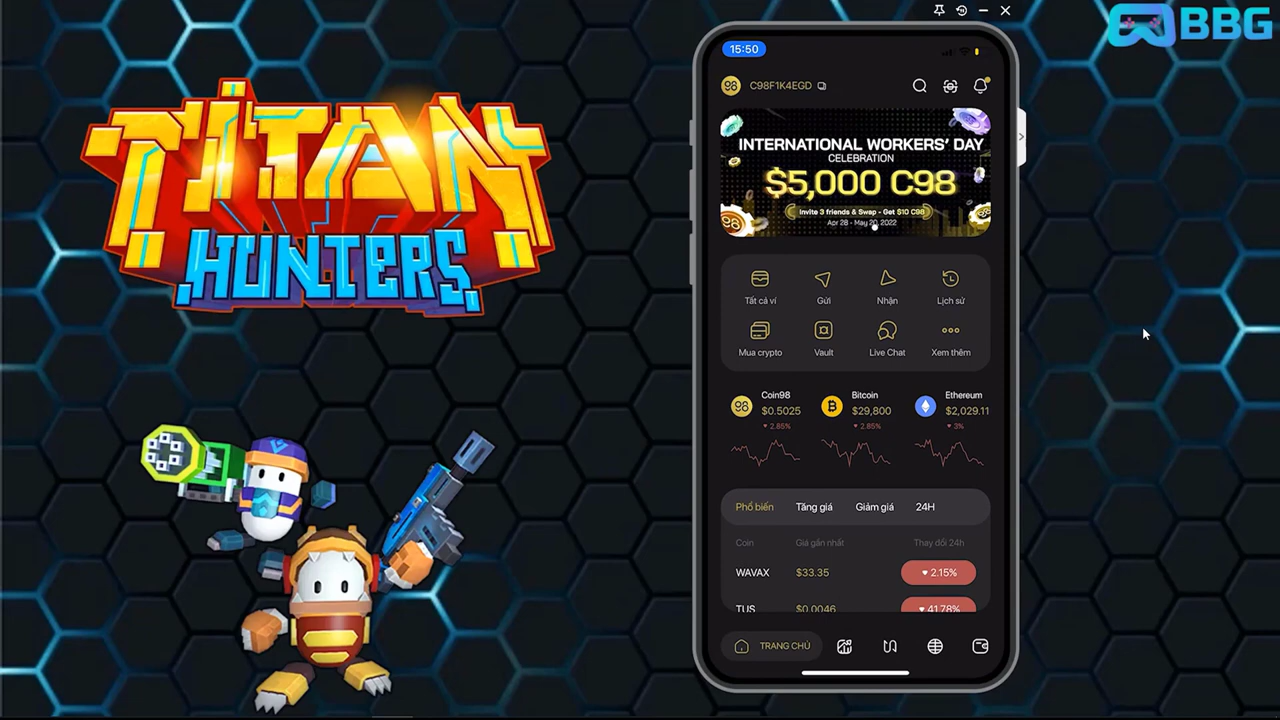 BBG
TITAN
HUNTERS
15:50
98
C98F1K4EGD
INTERNATIONAL WORKERS' DAY
CELEBRATION
$5,000 C98
Invite 3 friends & Swap - Get $10 C98
Apr 28 - May 20, 2022
Tất cả ví
Gửi
Nhận
Lịch sử
Mua crypto
Vault
Live Chat
Xem thêm
98
Coin98
$0.5025
2.85%
Bitcoin
$29,800
2.85%
Ethereum
$2,029.11
3%
Phổ biến
Tăng giá
Giảm giá
24H
Coin
Giá gần nhất
Thay đổi 24h
WAVAX
$33.35
2.15%
TUS
$0.0046
41.78%
TRANG CHỦ